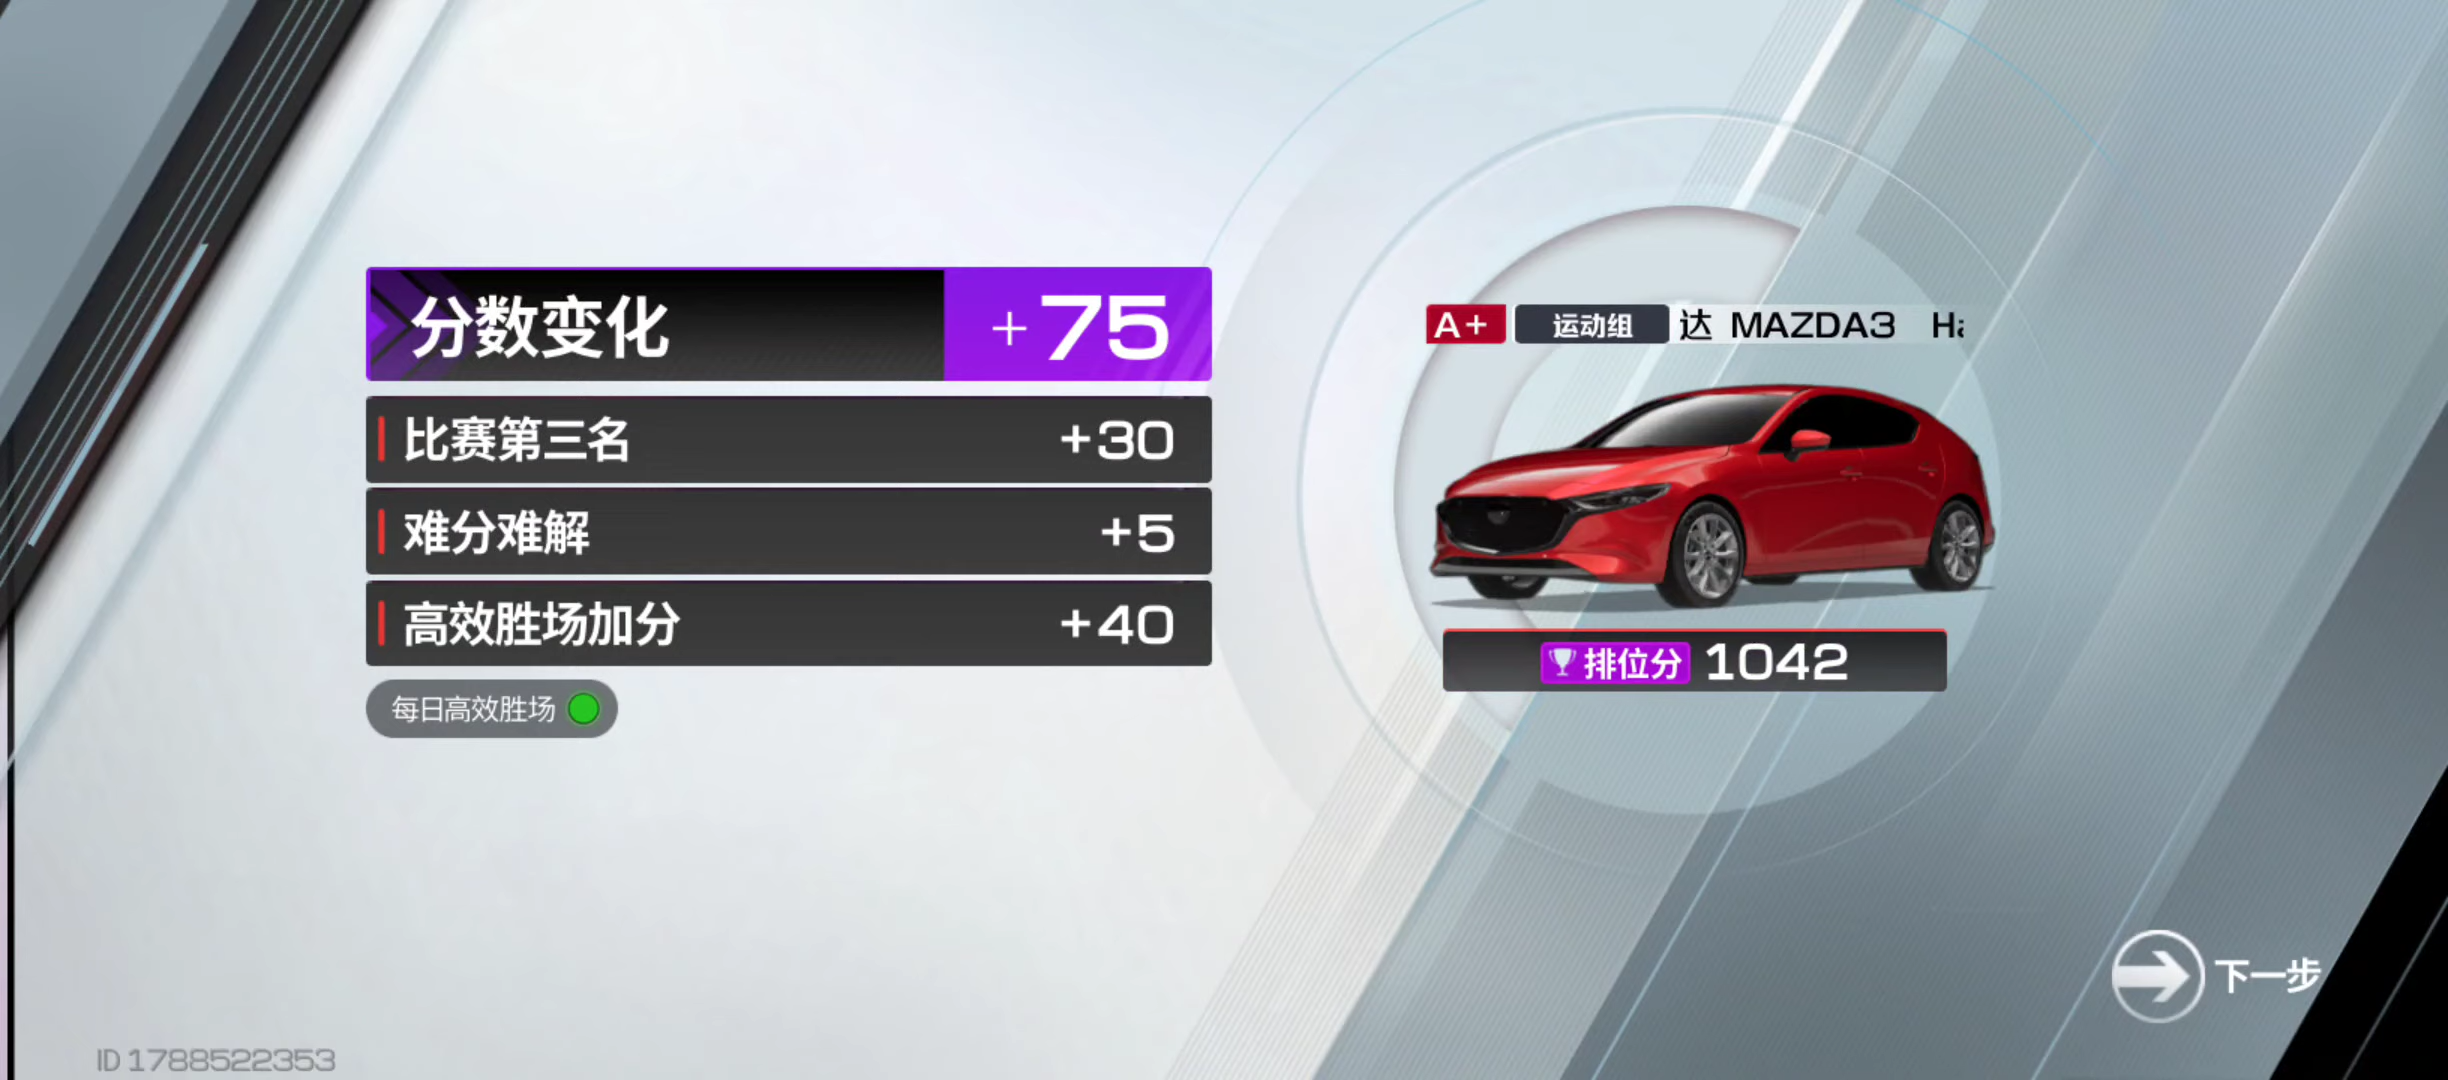 分数变化 +75
比赛第三名 +30
难分难解 +5
高效胜场加分 +40
每日高效胜场
A+ 运动组 达 MAZDA3 Ha
排位分 1042
下一步
ID 1788522353